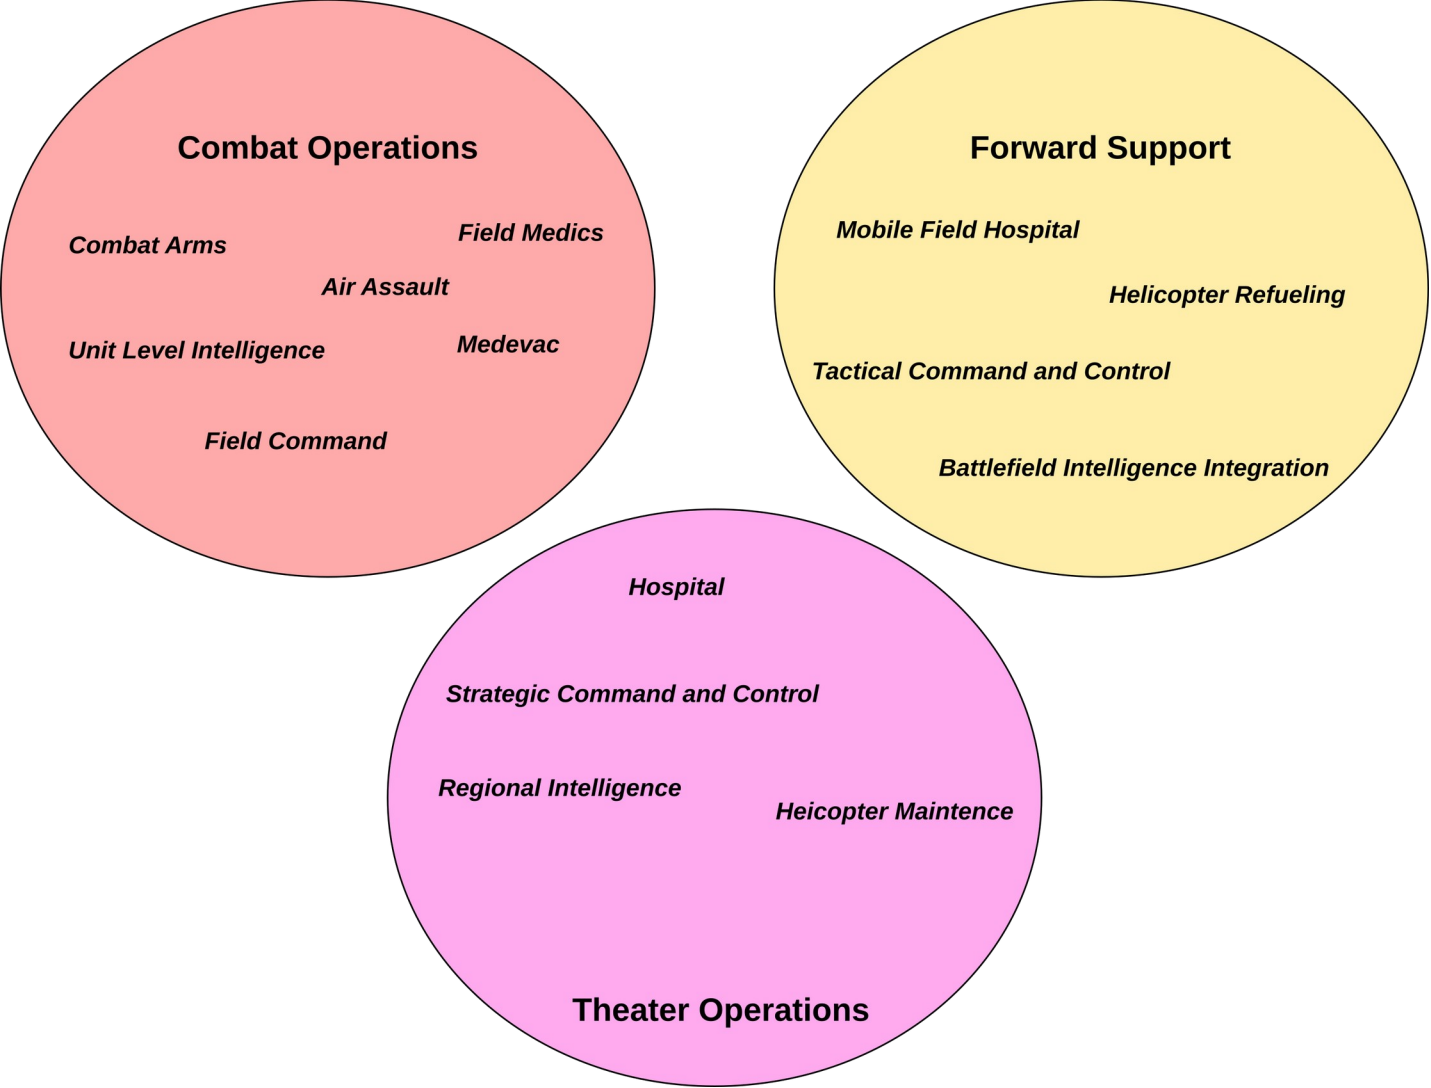 Combat Operations
Combat Arms
Field Medics
Air Assault
Unit Level Intelligence
Medevac
Field Command
Forward Support
Mobile Field Hospital
Helicopter Refueling
Tactical Command and Control
Battlefield Intelligence Integration
Hospital
Strategic Command and Control
Regional Intelligence
Heicopter Maintence
Theater Operations